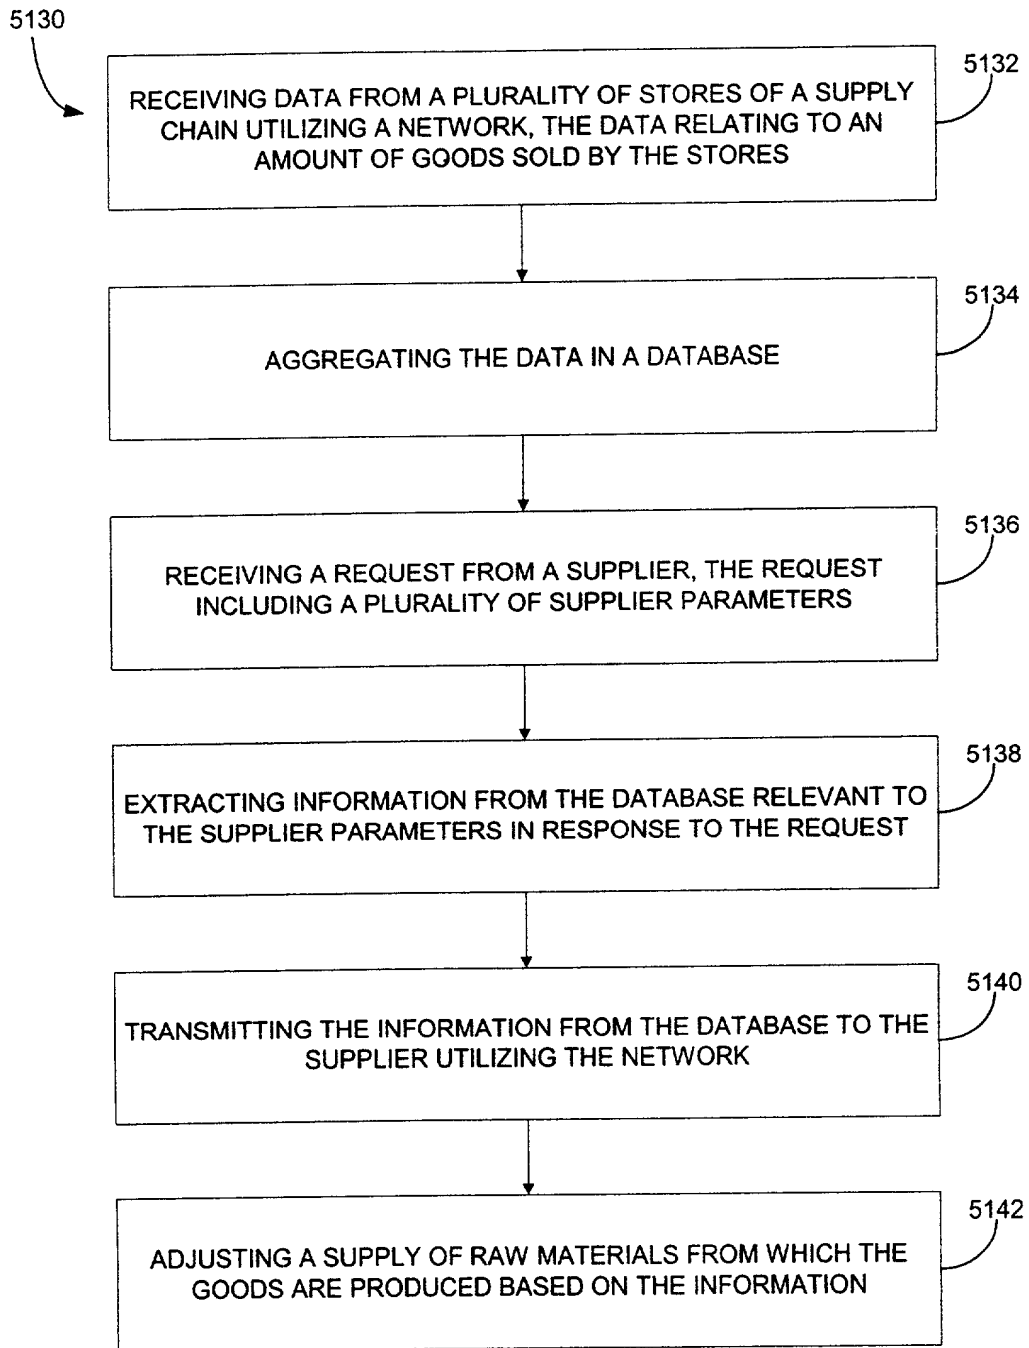 5130
5132
RECEIVING DATA FROM A PLURALITY OF STORES OF A SUPPLY
CHAIN UTILIZING A NETWORK, THE DATA RELATING TO AN
AMOUNT OF GOODS SOLD BY THE STORES
5134
AGGREGATING THE DATA IN A DATABASE
5136
RECEIVING A REQUEST FROM A SUPPLIER, THE REQUEST
INCLUDING A PLURALITY OF SUPPLIER PARAMETERS
5138
EXTRACTING INFORMATION FROM THE DATABASE RELEVANT TO
THE SUPPLIER PARAMETERS IN RESPONSE TO THE REQUEST
5140
TRANSMITTING THE INFORMATION FROM THE DATABASE TO THE
SUPPLIER UTILIZING THE NETWORK
5142
ADJUSTING A SUPPLY OF RAW MATERIALS FROM WHICH THE
GOODS ARE PRODUCED BASED ON THE INFORMATION